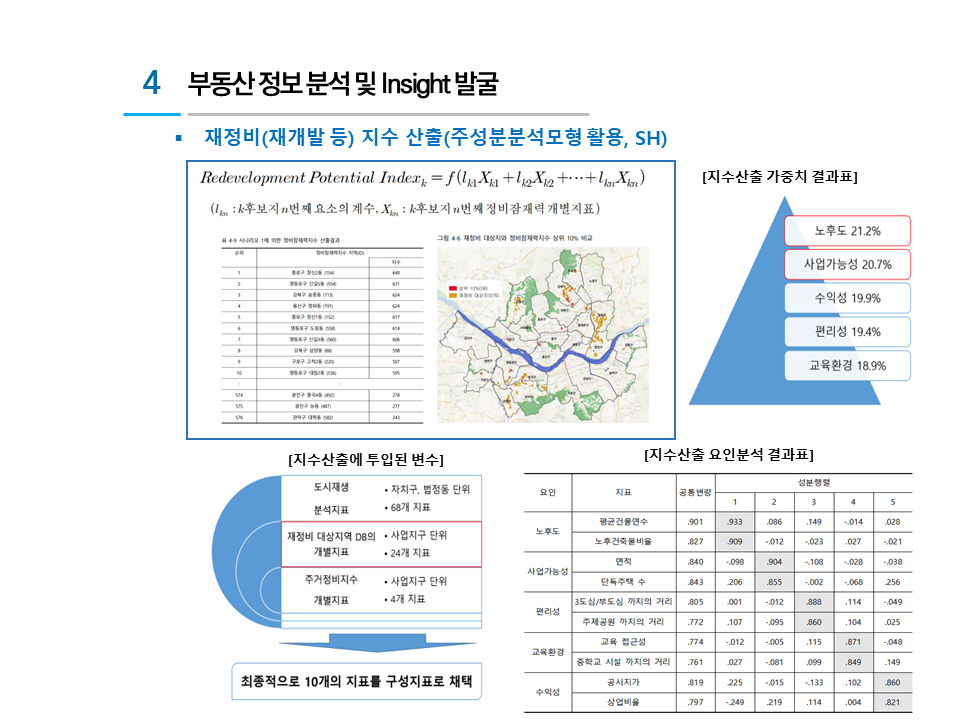 4 부동산 정보 분석 및 Insight 발굴
▪ 재정비(재개발 등) 지수 산출(주성분분석모형 활용, SH)
Redevelopment Potential Index_k = f(l_k1 X_k1 + l_k2 X_k2 + ⋯ + l_kn X_kn)
(l_kn : k후보지 n번째 요소의 계수, X_kn : k후보지 n번째 정비잠재력 개별지표)
표 4-9 시나리오 1에 의한 정비잠재력지수 산출결과
순위 정비잠재력지수 지역(ID)
지수
1 종로구 창신2동 (154) 649
2 영등포구 신길5동 (554) 631
3 강북구 송중동 (113) 624
4 용산구 청파동 (191) 624
5 종로구 창신1동 (152) 617
6 영등포구 도림동 (558) 614
7 영등포구 신길3동 (560) 606
8 강북구 삼양동 (88) 598
9 구로구 고척2동 (220) 597
10 영등포구 대림2동 (536) 595
574 광진구 중곡4동 (492) 278
575 광진구 능동 (487) 277
576 관악구 대학동 (582) 243
그림 4-6 재정비 대상지와 정비잠재력지수 상위 10% 비교
상위 10%(58)
재정비 대상지(576)
[지수산출 가중치 결과표]
노후도 21.2%
사업가능성 20.7%
수익성 19.9%
편리성 19.4%
교육환경 18.9%
[지수산출에 투입된 변수]
도시재생
분석지표
• 자치구, 법정동 단위
• 68개 지표
재정비 대상지역 DB의
개별지표
• 사업지구 단위
• 24개 지표
주거정비지수
개별지표
• 사업지구 단위
• 4개 지표
최종적으로 10개의 지표를 구성지표로 채택
[지수산출 요인분석 결과표]
요인 지표 공통변량 성분행렬
1 2 3 4 5
노후도 평균건물연수 .901 .933 .086 .149 -.014 .028
노후건축물비율 .827 .909 -.012 -.023 .027 -.021
사업가능성 면적 .840 -.098 .904 -.108 -.028 -.038
단독주택 수 .843 .206 .855 -.002 -.068 .256
편리성 3도심/부도심 까지의 거리 .805 .001 -.012 .888 .114 -.049
주제공원 까지의 거리 .772 .107 -.095 .860 .104 .025
교육환경 교육 접근성 .774 -.012 -.005 .115 .871 -.048
중학교 시설 까지의 거리 .761 .027 -.081 .099 .849 .149
수익성 공시지가 .819 .225 -.015 -.133 .102 .860
상업비율 .797 -.249 .219 .114 .004 .821